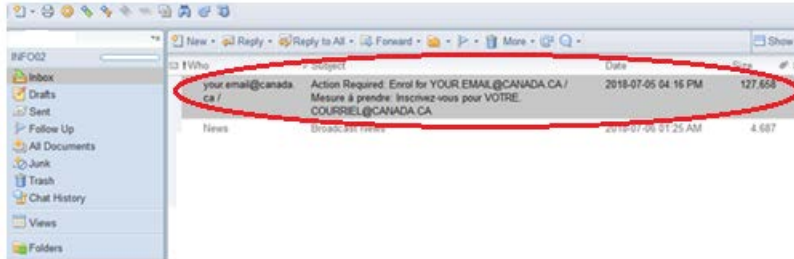 New Reply Reply to All Forward More Show
INFO02
Who Subject Date Size
Inbox
your.email@canada. Action Required: Enrol for YOUR.EMAIL@CANADA.CA / 2018-07-05 04:16 PM 127,658
ca / Mesure à prendre: Inscrivez-vous pour VOTRE.
COURRIEL@CANADA.CA
Drafts
Sent
Follow Up
News Broadcast News 2018-07-06 01:25 AM 4,687
All Documents
Junk
Trash
Chat History
Views
Folders